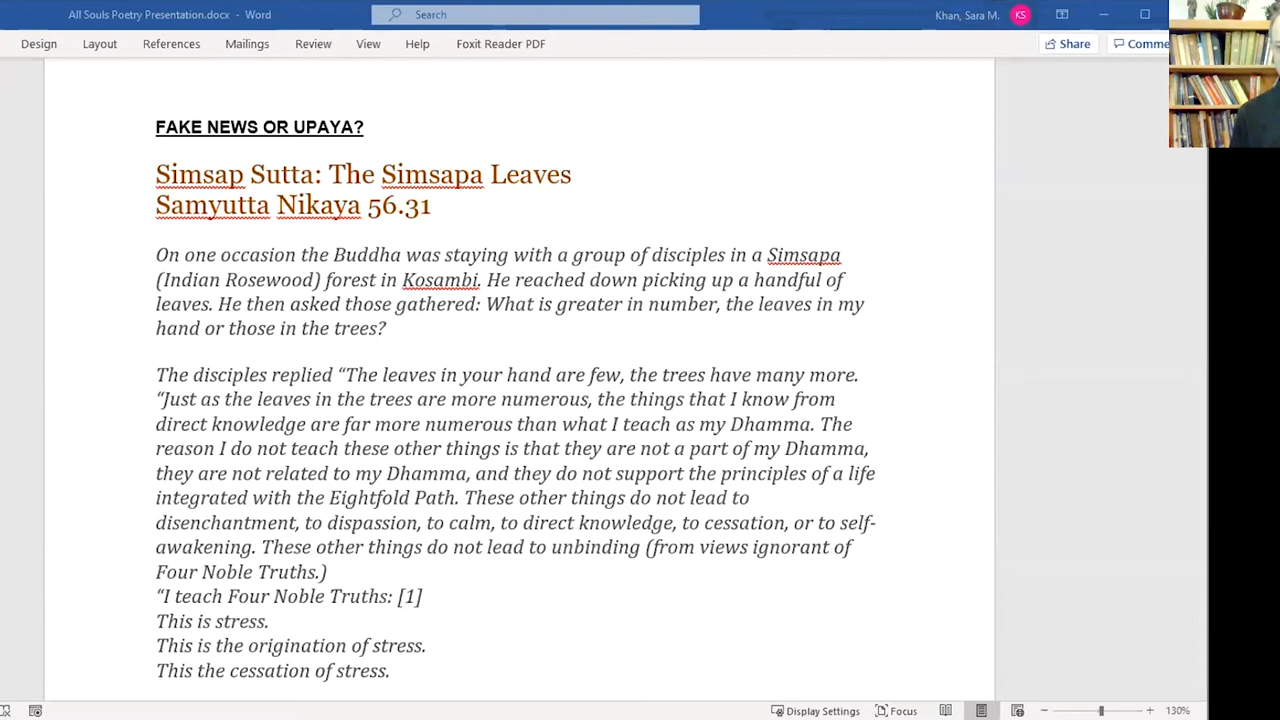 All Souls Poetry Presentation.docx - Word
Search
Khan, Sara M.
KS
Design Layout References Mailings Review View Help Foxit Reader PDF
Share
Comme
FAKE NEWS OR UPAYA?
Simsap Sutta: The Simsapa Leaves
Samyutta Nikaya 56.31
On one occasion the Buddha was staying with a group of disciples in a Simsapa
(Indian Rosewood) forest in Kosambi. He reached down picking up a handful of
leaves. He then asked those gathered: What is greater in number, the leaves in my
hand or those in the trees?
The disciples replied “The leaves in your hand are few, the trees have many more.
“Just as the leaves in the trees are more numerous, the things that I know from
direct knowledge are far more numerous than what I teach as my Dhamma. The
reason I do not teach these other things is that they are not a part of my Dhamma,
they are not related to my Dhamma, and they do not support the principles of a life
integrated with the Eightfold Path. These other things do not lead to
disenchantment, to dispassion, to calm, to direct knowledge, to cessation, or to self-
awakening. These other things do not lead to unbinding (from views ignorant of
Four Noble Truths.)
“I teach Four Noble Truths: [1]
This is stress.
This is the origination of stress.
This the cessation of stress.
Display Settings
Focus
130%